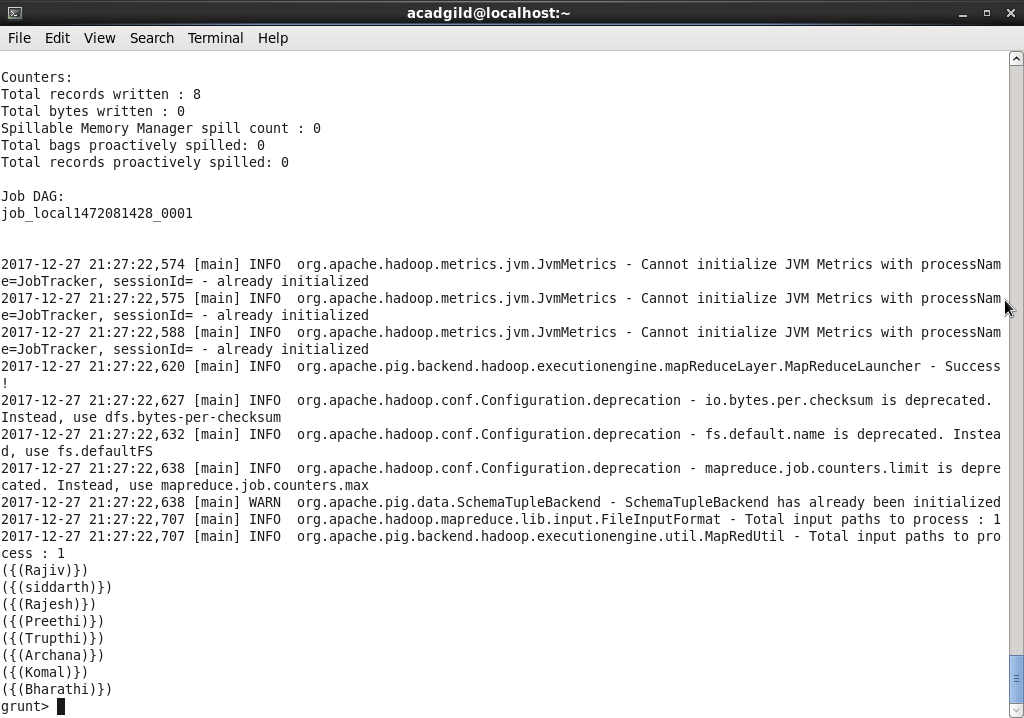 acadgild@localhost:~
File Edit View Search Terminal Help
Counters:
Total records written : 8
Total bytes written : 0
Spillable Memory Manager spill count : 0
Total bags proactively spilled: 0
Total records proactively spilled: 0
Job DAG:
job_local1472081428_0001
2017-12-27 21:27:22,574 [main] INFO  org.apache.hadoop.metrics.jvm.JvmMetrics - Cannot initialize JVM Metrics with processNam
e=JobTracker, sessionId= - already initialized
2017-12-27 21:27:22,575 [main] INFO  org.apache.hadoop.metrics.jvm.JvmMetrics - Cannot initialize JVM Metrics with processNam
e=JobTracker, sessionId= - already initialized
2017-12-27 21:27:22,588 [main] INFO  org.apache.hadoop.metrics.jvm.JvmMetrics - Cannot initialize JVM Metrics with processNam
e=JobTracker, sessionId= - already initialized
2017-12-27 21:27:22,620 [main] INFO  org.apache.pig.backend.hadoop.executionengine.mapReduceLayer.MapReduceLauncher - Success
!
2017-12-27 21:27:22,627 [main] INFO  org.apache.hadoop.conf.Configuration.deprecation - io.bytes.per.checksum is deprecated.
Instead, use dfs.bytes-per-checksum
2017-12-27 21:27:22,632 [main] INFO  org.apache.hadoop.conf.Configuration.deprecation - fs.default.name is deprecated. Instea
d, use fs.defaultFS
2017-12-27 21:27:22,638 [main] INFO  org.apache.hadoop.conf.Configuration.deprecation - mapreduce.job.counters.limit is depre
cated. Instead, use mapreduce.job.counters.max
2017-12-27 21:27:22,638 [main] WARN  org.apache.pig.data.SchemaTupleBackend - SchemaTupleBackend has already been initialized
2017-12-27 21:27:22,707 [main] INFO  org.apache.hadoop.mapreduce.lib.input.FileInputFormat - Total input paths to process : 1
2017-12-27 21:27:22,707 [main] INFO  org.apache.pig.backend.hadoop.executionengine.util.MapRedUtil - Total input paths to pro
cess : 1
({(Rajiv)})
({(siddarth)})
({(Rajesh)})
({(Preethi)})
({(Trupthi)})
({(Archana)})
({(Komal)})
({(Bharathi)})
grunt>